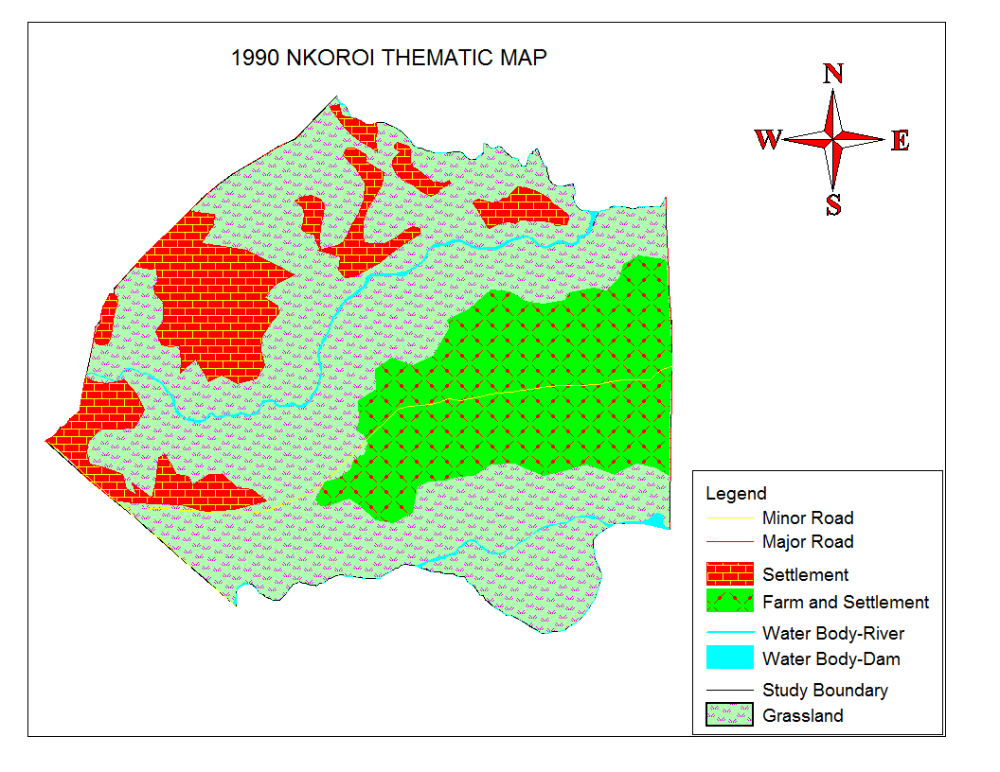 1990 NKOROI THEMATIC MAP
N
W
E
S
Legend
Minor Road
Major Road
Settlement
Farm and Settlement
Water Body-River
Water Body-Dam
Study Boundary
Grassland